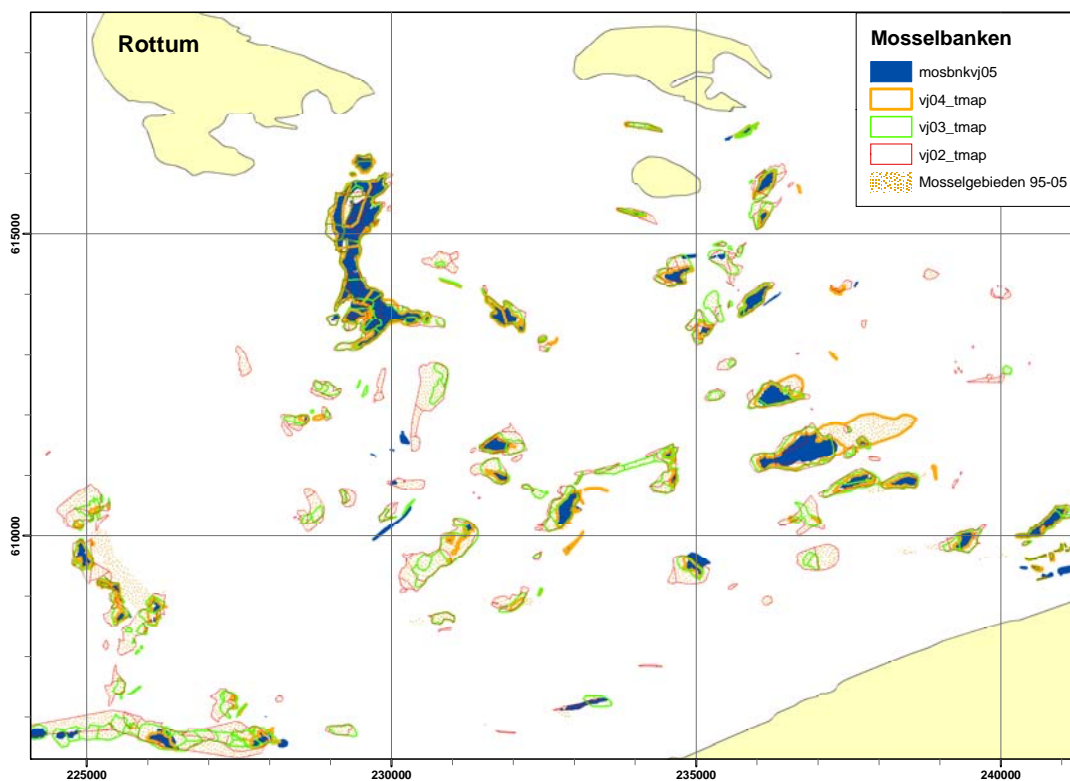 Rottum
Mosselbanken
mosbnkvj05
vj04_tmap
vj03_tmap
vj02_tmap
Mosselgebieden 95-05
615000
610000
225000
230000
235000
240000